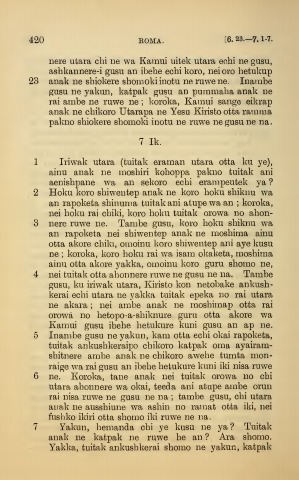 420 ROMA. [6. 23.—7. 1-7.
nere utara chi ne wa Kamui uitek utara echi ne gusu,
ashkannere-i gusu an ibehe echi koro, nei oro hetukup
23 anak ne shiokere shomoki inotu ne ruwe ne. Inambe
gusu ne yakun, katpak gusu an pummaha anak ne
rai ambe ne ruwe ne; koroka, Kamui sange eikrap
anak ne chikoro Utarapa ne Yesu Kiristo otta ramma
pakno shiokere shomoki inotu ne ruwe ne gusu ne na.
7 Ik.
1 Iriwak utara (tuitak eraman utara otta ku ye),
ainu anak ne moshiri kohoppa pakno tuitak ani
aenishpane wa an sekoro echi erampeutek ya?
2 Hoku koro shiwentep anak ne koro hoku shiknu wa
an rapoketa shinuma tuitak ani atupe wa an; koroka,
nei hoku rai chiki, koro hoku tuitak orowa no ahon-
3 nere ruwe ne. Tambe gusu, koro hoku shiknu wa
an rapoketa nei shiwentep anak ne moshima ainu
otta akore chiki, omoinu koro shiwentep ani aye kusu
ne; koroka, koro hoku rai wa isam okaketa, moshima
ainu otta akore yakka, omoinu koro guru shomo ne,
4 nei tuitak otta ahonnere ruwe ne gusu ne na. Tambe
gusu, ku iriwak utara, Kiristo kon netobake ankush-
kerai echi utara ne yakka tuitak epeka no rai utara
ne akara; nei ambe anak ne moshimap otta rai
orowa no hetopo-a-shiknure guru otta akore wa
Kamui gusu ibehe hetukure kuni gusu an ap ne.
5 Inambe gusu ne yakun, kam otta echi okai rapoketa,
tuitak ankushkeraipo chikoro katpak oma ayairam-
shitnere ambe anak ne chikoro awehe tumta mon-
raige wa rai gusu an ibehe hetukure kuni iki nisa ruwe
6 ne. Koroka, tane anak nei tuitak orowa no chi
utara ahonnere wa okai, teeda ani atupe ambe orun
rai nisa ruwe ne gusu ne na; tambe gusu, chi utara
anak ne ausshiune wa ashin no ramat otta iki, nei
fushko ikiri otta shomo iki ruwe ne na.
7 Yakun, hemanda chi ye kusu ne ya? Tuitak
anak ne katpak ne ruwe he an? Ara shomo.
Yakka, tuitak ankushkerai shomo ne yakun, katpak